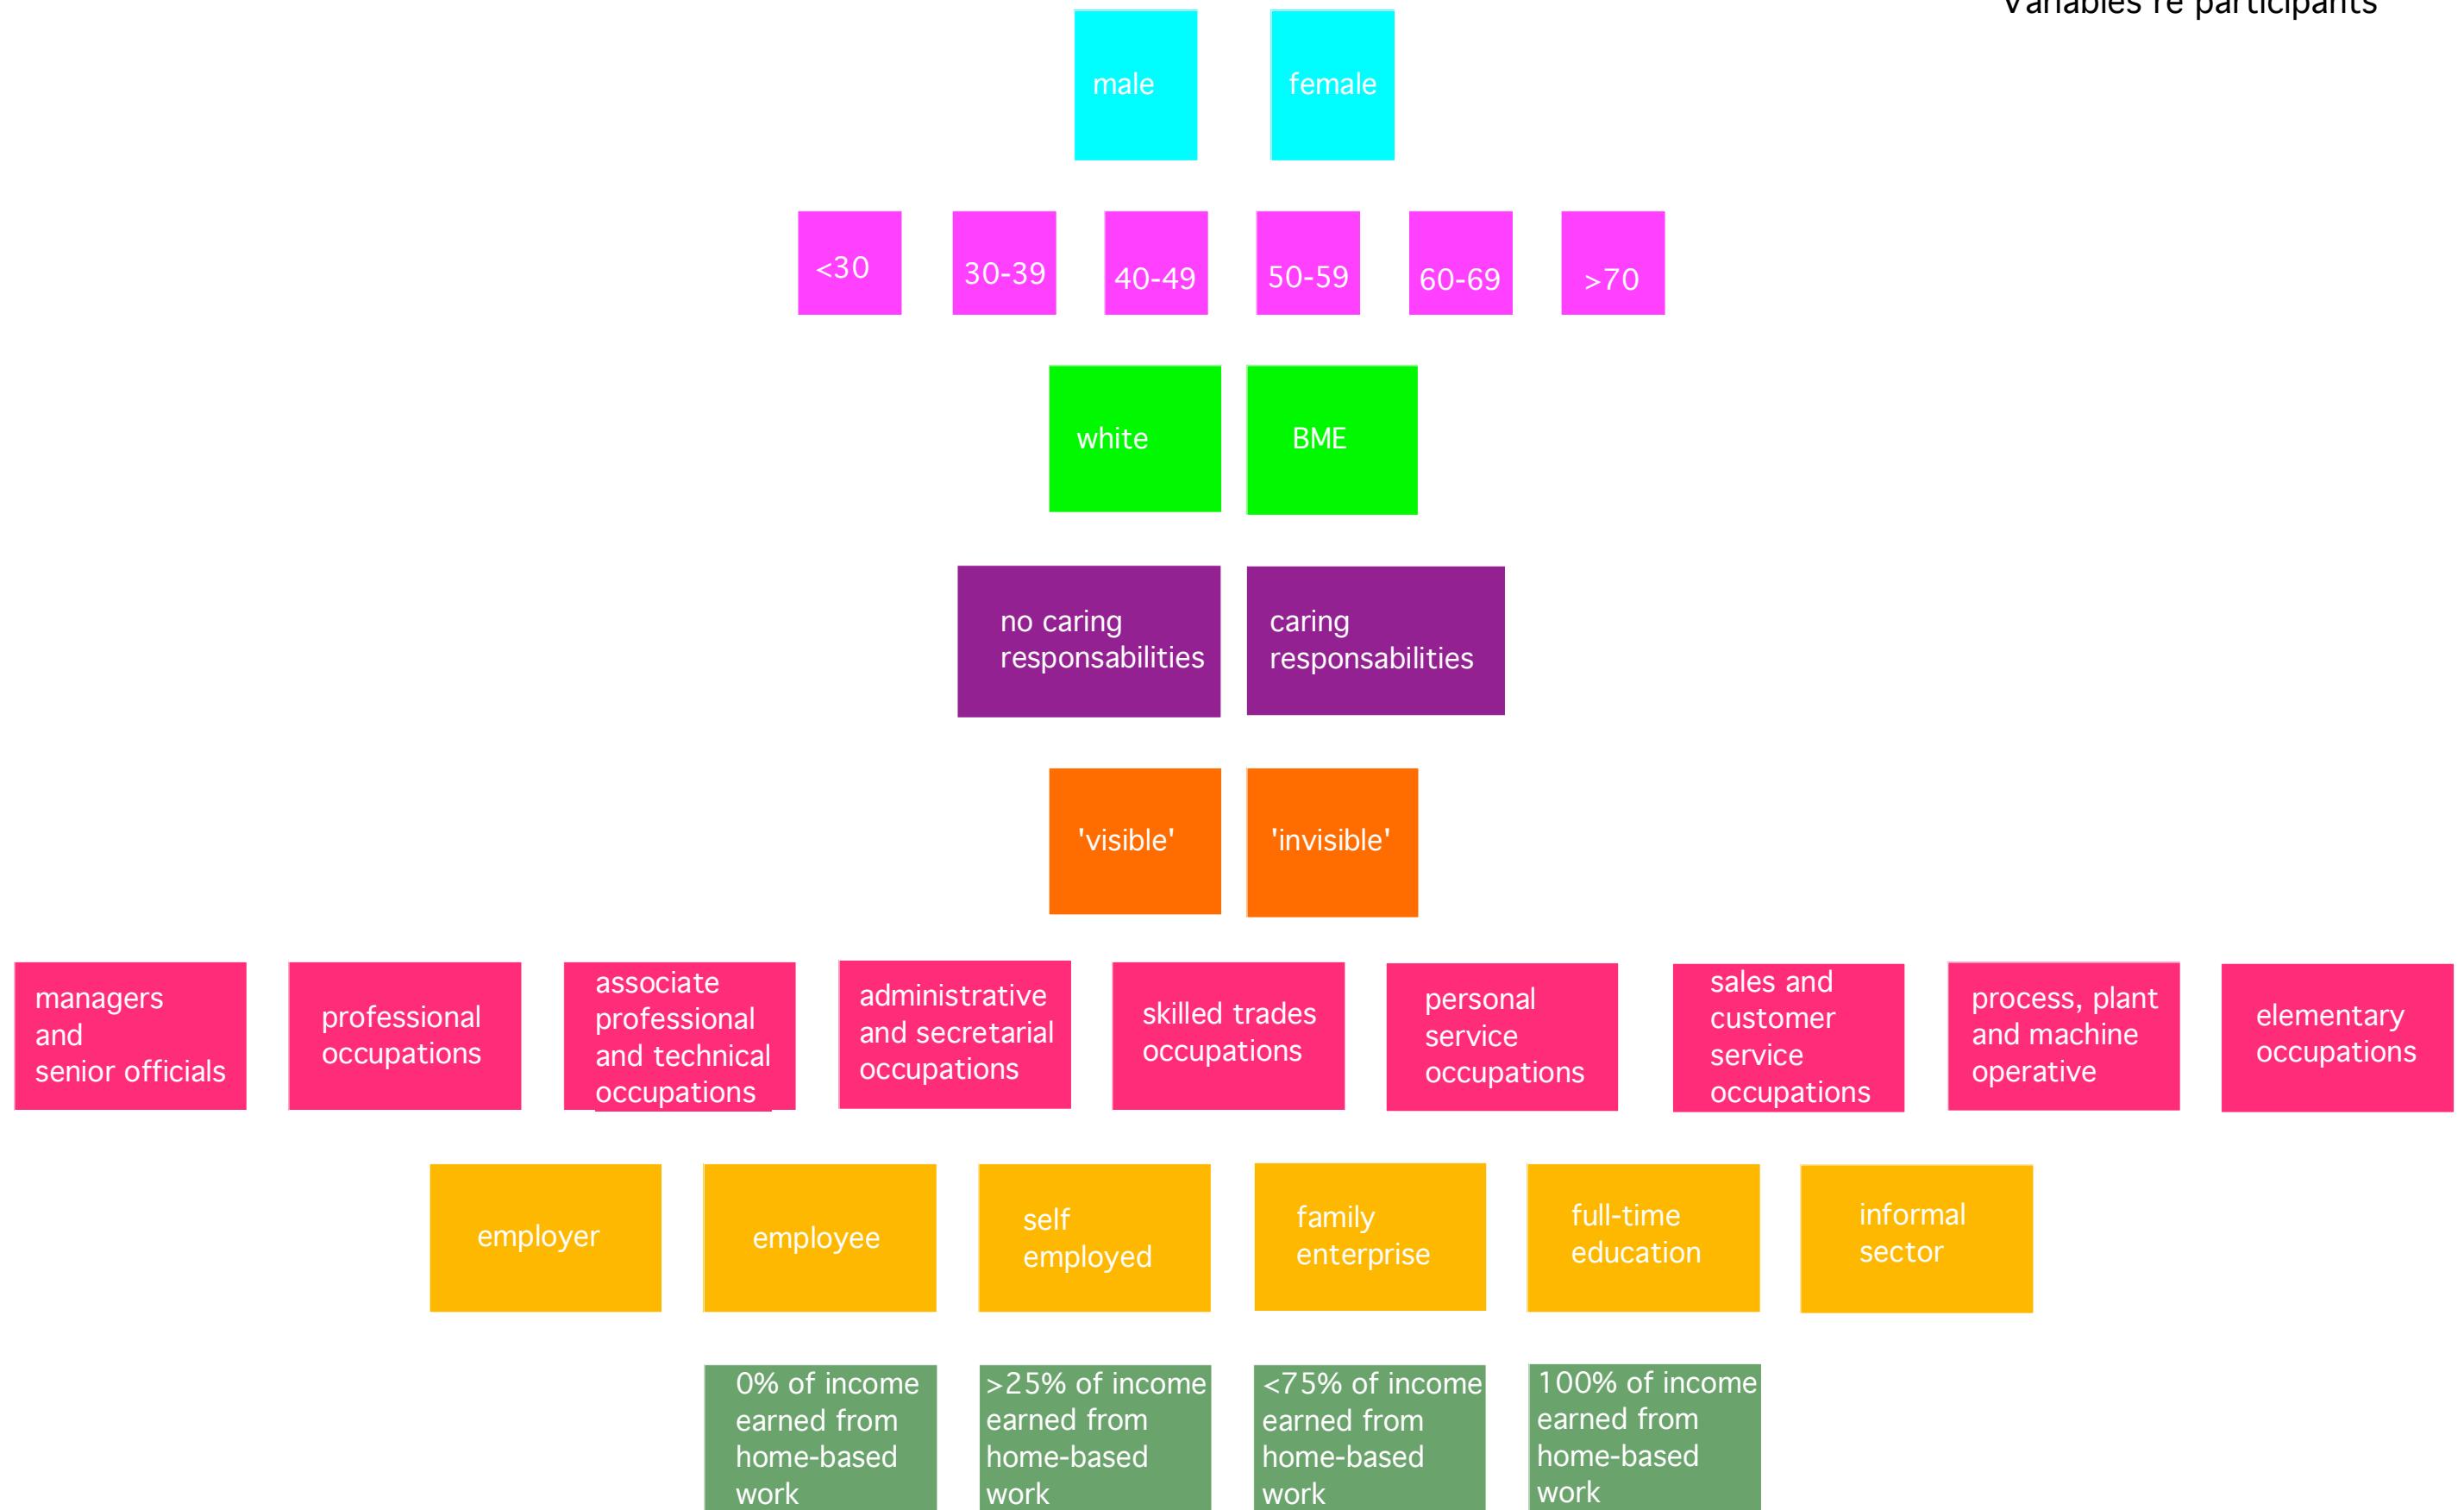 Variables re participants
male
female
<30
30-39
40-49
50-59
60-69
>70
white
BME
no caring
responsabilities
caring
responsabilities
'visible'
'invisible'
managers
and
senior officials
professional
occupations
associate
professional
and technical
occupations
administrative
and secretarial
occupations
skilled trades
occupations
personal
service
occupations
sales and
customer
service
occupations
process, plant
and machine
operative
elementary
occupations
employer
employee
self
employed
family
enterprise
full-time
education
informal
sector
0% of income
earned from
home-based
work
>25% of income
earned from
home-based
work
<75% of income
earned from
home-based
work
100% of income
earned from
home-based
work